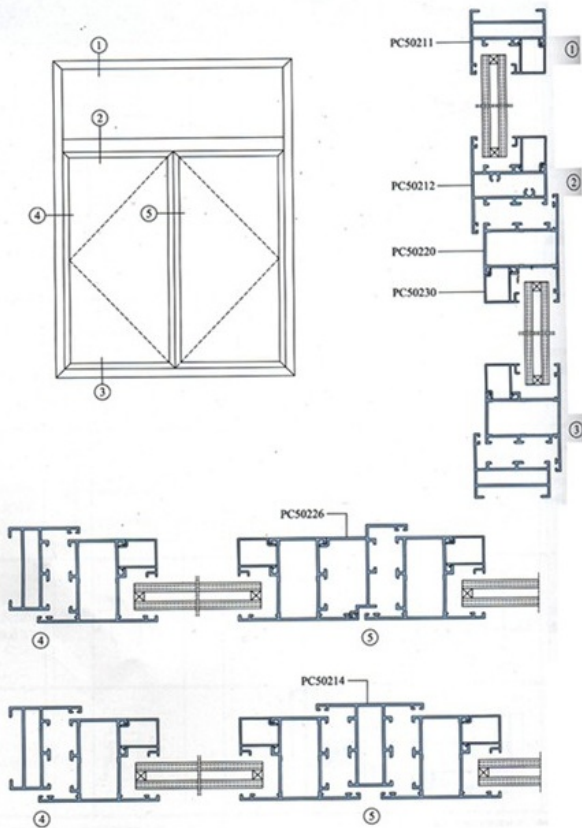 ①
②
④
⑤
③
PC50211
①
PC50212
②
PC50220
PC50230
③
PC50226
④
⑤
PC50214
④
⑤